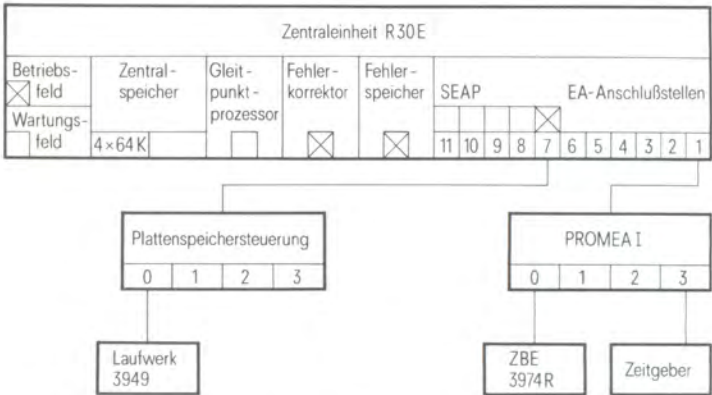 Zentraleinheit R30E
Betriebs-
feld
Wartungs-
feld
Zentral-
speicher
4×64K
Gleit-
punkt-
prozessor
Fehler-
korrektor
Fehler-
speicher
SEAP EA-Anschlußstellen
11 10 9 8 7 6 5 4 3 2 1
Plattenspeichersteuerung
0 1 2 3
PROMEA I
0 1 2 3
Laufwerk
3949
ZBE
3974R
Zeitgeber